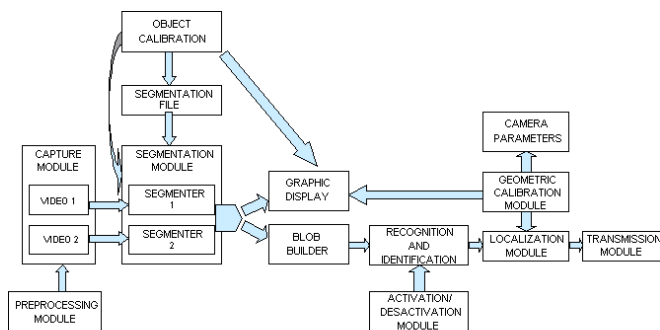 OBJECT
CALIBRATION
SEGMENTATION
FILE
CAMERA
PARAMETERS
CAPTURE
MODULE
VIDEO 1
VIDEO 2
SEGMENTATION
MODULE
SEGMENTER
1
SEGMENTER
2
GRAPHIC
DISPLAY
GEOMETRIC
CALIBRATION
MODULE
BLOB
BUILDER
RECOGNITION
AND
IDENTIFICATION
LOCALIZATION
MODULE
TRANSMISSION
MODULE
PREPROCESSING
MODULE
ACTIVATION/
DESACTIVATION
MODULE